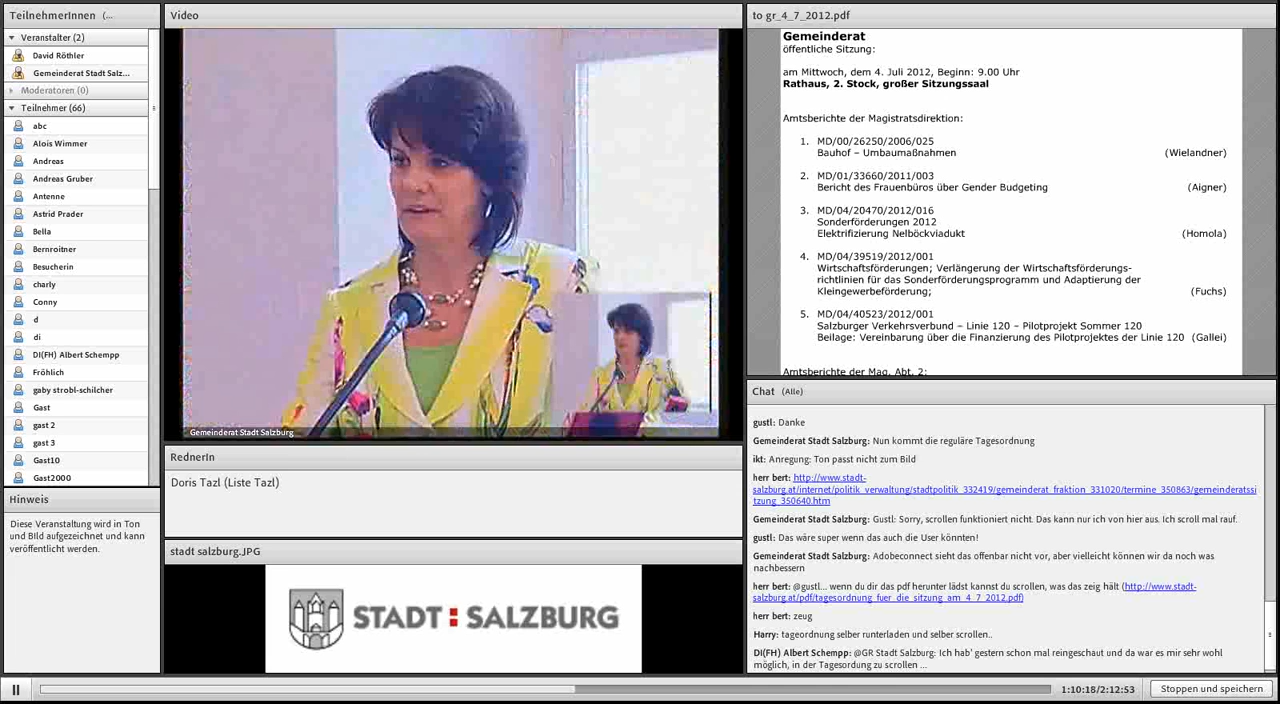 TeilnehmerInnen (...
Veranstalter (2)
David Röthler
Gemeinderat Stadt Salz...
Moderatoren (0)
Teilnehmer (66)
abc
Alois Wimmer
Andreas
Andreas Gruber
Antenne
Astrid Prader
Bella
Bernroitner
Besucherin
charly
Conny
d
di
DI(FH) Albert Schempp
Fröhlich
gaby strobl-schilcher
Gast
gast 2
gast 3
Gast10
Gast2000
Hinweis
Diese Veranstaltung wird in Ton
und BIld aufgezeichnet und kann
veröffentlicht werden.
Video
Gemeinderat Stadt Salzburg
RednerIn
Doris Tazl (Liste Tazl)
stadt salzburg.JPG
STADT : SALZBURG
to gr_4_7_2012.pdf
Gemeinderat
öffentliche Sitzung:
am Mittwoch, dem 4. Juli 2012, Beginn: 9.00 Uhr
Rathaus, 2. Stock, großer Sitzungssaal
Amtsberichte der Magistratsdirektion:
1. MD/00/26250/2006/025
Bauhof – Umbaumaßnahmen (Wielandner)
2. MD/01/33660/2011/003
Bericht des Frauenbüros über Gender Budgeting (Aigner)
3. MD/04/20470/2012/016
Sonderförderungen 2012
Elektrifizierung Nelböckviadukt (Homola)
4. MD/04/39519/2012/001
Wirtschaftsförderungen; Verlängerung der Wirtschaftsförderungs-
richtlinien für das Sonderförderungsprogramm und Adaptierung der
Kleingewerbeförderung; (Fuchs)
5. MD/04/40523/2012/001
Salzburger Verkehrsverbund – Linie 120 – Pilotprojekt Sommer 120
Beilage: Vereinbarung über die Finanzierung des Pilotprojektes der Linie 120 (Gallei)
Amtsberichte der Mag. Abt. 2:
Chat (Alle)
gustl: Danke
Gemeinderat Stadt Salzburg: Nun kommt die reguläre Tagesordnung
ikt: Anregung: Ton passt nicht zum Bild
herr bert: http://www.stadt-
salzburg.at/internet/politik_verwaltung/stadtpolitik_332419/gemeinderat_fraktion_331020/termine_350863/gemeinderatssi
tzung_350640.htm
Gemeinderat Stadt Salzburg: Gustl: Sorry, scrollen funktioniert nicht. Das kann nur ich von hier aus. Ich scroll mal rauf.
gustl: Das wäre super wenn das auch die User könnten!
Gemeinderat Stadt Salzburg: Adobeconnect sieht das offenbar nicht vor, aber vielleicht können wir da noch was
nachbessern
herr bert: @gustl... wenn du dir das pdf herunter lädst kannst du scrollen, was das zeig hält (http://www.stadt-
salzburg.at/pdf/tagesordnung_fuer_die_sitzung_am_4_7_2012.pdf)
herr bert: zeug
Harry: tageordnung selber runterladen und selber scrollen..
DI(FH) Albert Schempp: @GR Stadt Salzburg: Ich hab' gestern schon mal reingeschaut und da war es mir sehr wohl
möglich, in der Tagesordung zu scrollen ...
1:10:18/2:12:53
Stoppen und speichern